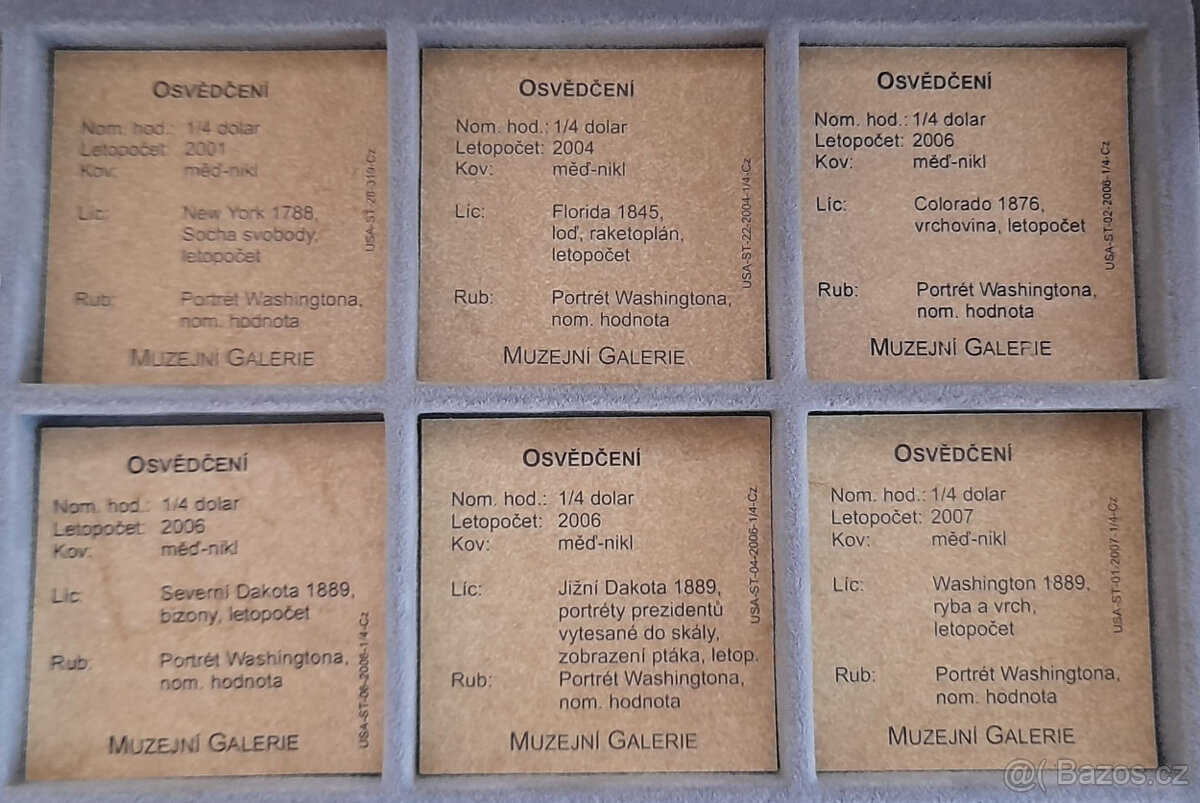 OSVĚDČENÍ
Nom. hod.: 1/4 dolar
Letopočet: 2001
Kov: měď-nikl
Líc: New York 1788,
Socha svobody,
letopočet
Rub: Portrét Washingtona,
nom. hodnota
MUZEJNÍ GALERIE
USA-ST-28-319-Cz
OSVĚDČENÍ
Nom. hod.: 1/4 dolar
Letopočet: 2004
Kov: měď-nikl
Líc: Florida 1845,
loď, raketoplán,
letopočet
Rub: Portrét Washingtona,
nom. hodnota
MUZEJNÍ GALERIE
USA-ST-22-2004-1/4-Cz
OSVĚDČENÍ
Nom. hod.: 1/4 dolar
Letopočet: 2006
Kov: měď-nikl
Líc: Colorado 1876,
vrchovina, letopočet
Rub: Portrét Washingtona,
nom. hodnota
MUZEJNÍ GALERIE
USA-ST-02-2006-1/4-Cz
OSVĚDČENÍ
Nom. hod.: 1/4 dolar
Letopočet: 2006
Kov: měď-nikl
Líc: Severní Dakota 1889,
bizony, letopočet
Rub: Portrét Washingtona,
nom. hodnota
MUZEJNÍ GALERIE
USA-ST-06-2006-1/4-Cz
OSVĚDČENÍ
Nom. hod.: 1/4 dolar
Letopočet: 2006
Kov: měď-nikl
Líc: Jižní Dakota 1889,
portréty prezidentů
vytesané do skály,
zobrazení ptáka, letop.
Rub: Portrét Washingtona,
nom. hodnota
MUZEJNÍ GALERIE
USA-ST-04-2006-1/4-Cz
OSVĚDČENÍ
Nom. hod.: 1/4 dolar
Letopočet: 2007
Kov: měď-nikl
Líc: Washington 1889,
ryba a vrch,
letopočet
Rub: Portrét Washingtona,
nom. hodnota
MUZEJNÍ GALERIE
USA-ST-01-2007-1/4-Cz
@( Bazos.cz